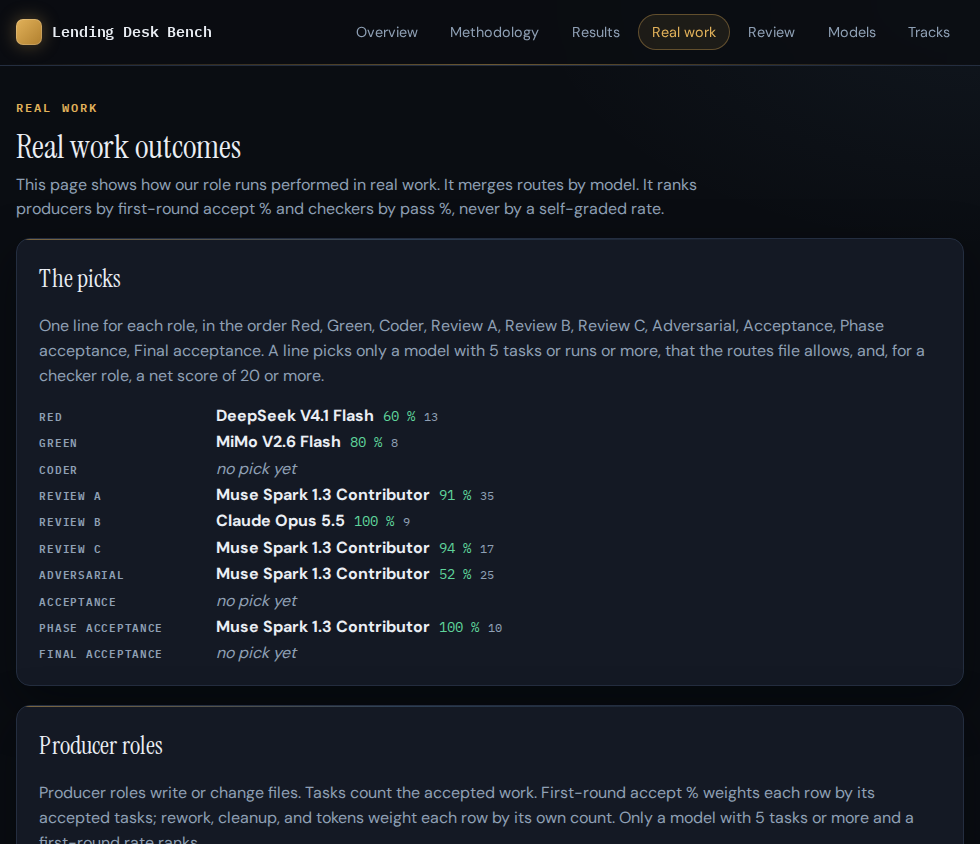 Lending Desk Bench Overview Methodology Results Real work Review Models Tracks
REAL WORK
Real work outcomes
This page shows how our role runs performed in real work. It merges routes by model. It ranks
producers by first-round accept % and checkers by pass %, never by a self-graded rate.
The picks
One line for each role, in the order Red, Green, Coder, Review A, Review B, Review C, Adversarial, Acceptance, Phase
acceptance, Final acceptance. A line picks only a model with 5 tasks or runs or more, that the routes file allows, and, for a
checker role, a net score of 20 or more.
RED DeepSeek V4.1 Flash 60 % 13
GREEN MiMo V2.6 Flash 80 % 8
CODER no pick yet
REVIEW A Muse Spark 1.3 Contributor 91 % 35
REVIEW B Claude Opus 5.5 100 % 9
REVIEW C Muse Spark 1.3 Contributor 94 % 17
ADVERSARIAL Muse Spark 1.3 Contributor 52 % 25
ACCEPTANCE no pick yet
PHASE ACCEPTANCE Muse Spark 1.3 Contributor 100 % 10
FINAL ACCEPTANCE no pick yet
Producer roles
Producer roles write or change files. Tasks count the accepted work. First-round accept % weights each row by its
accepted tasks; rework, cleanup, and tokens weight each row by its own count. Only a model with 5 tasks or more and a
first-round rate ranks.